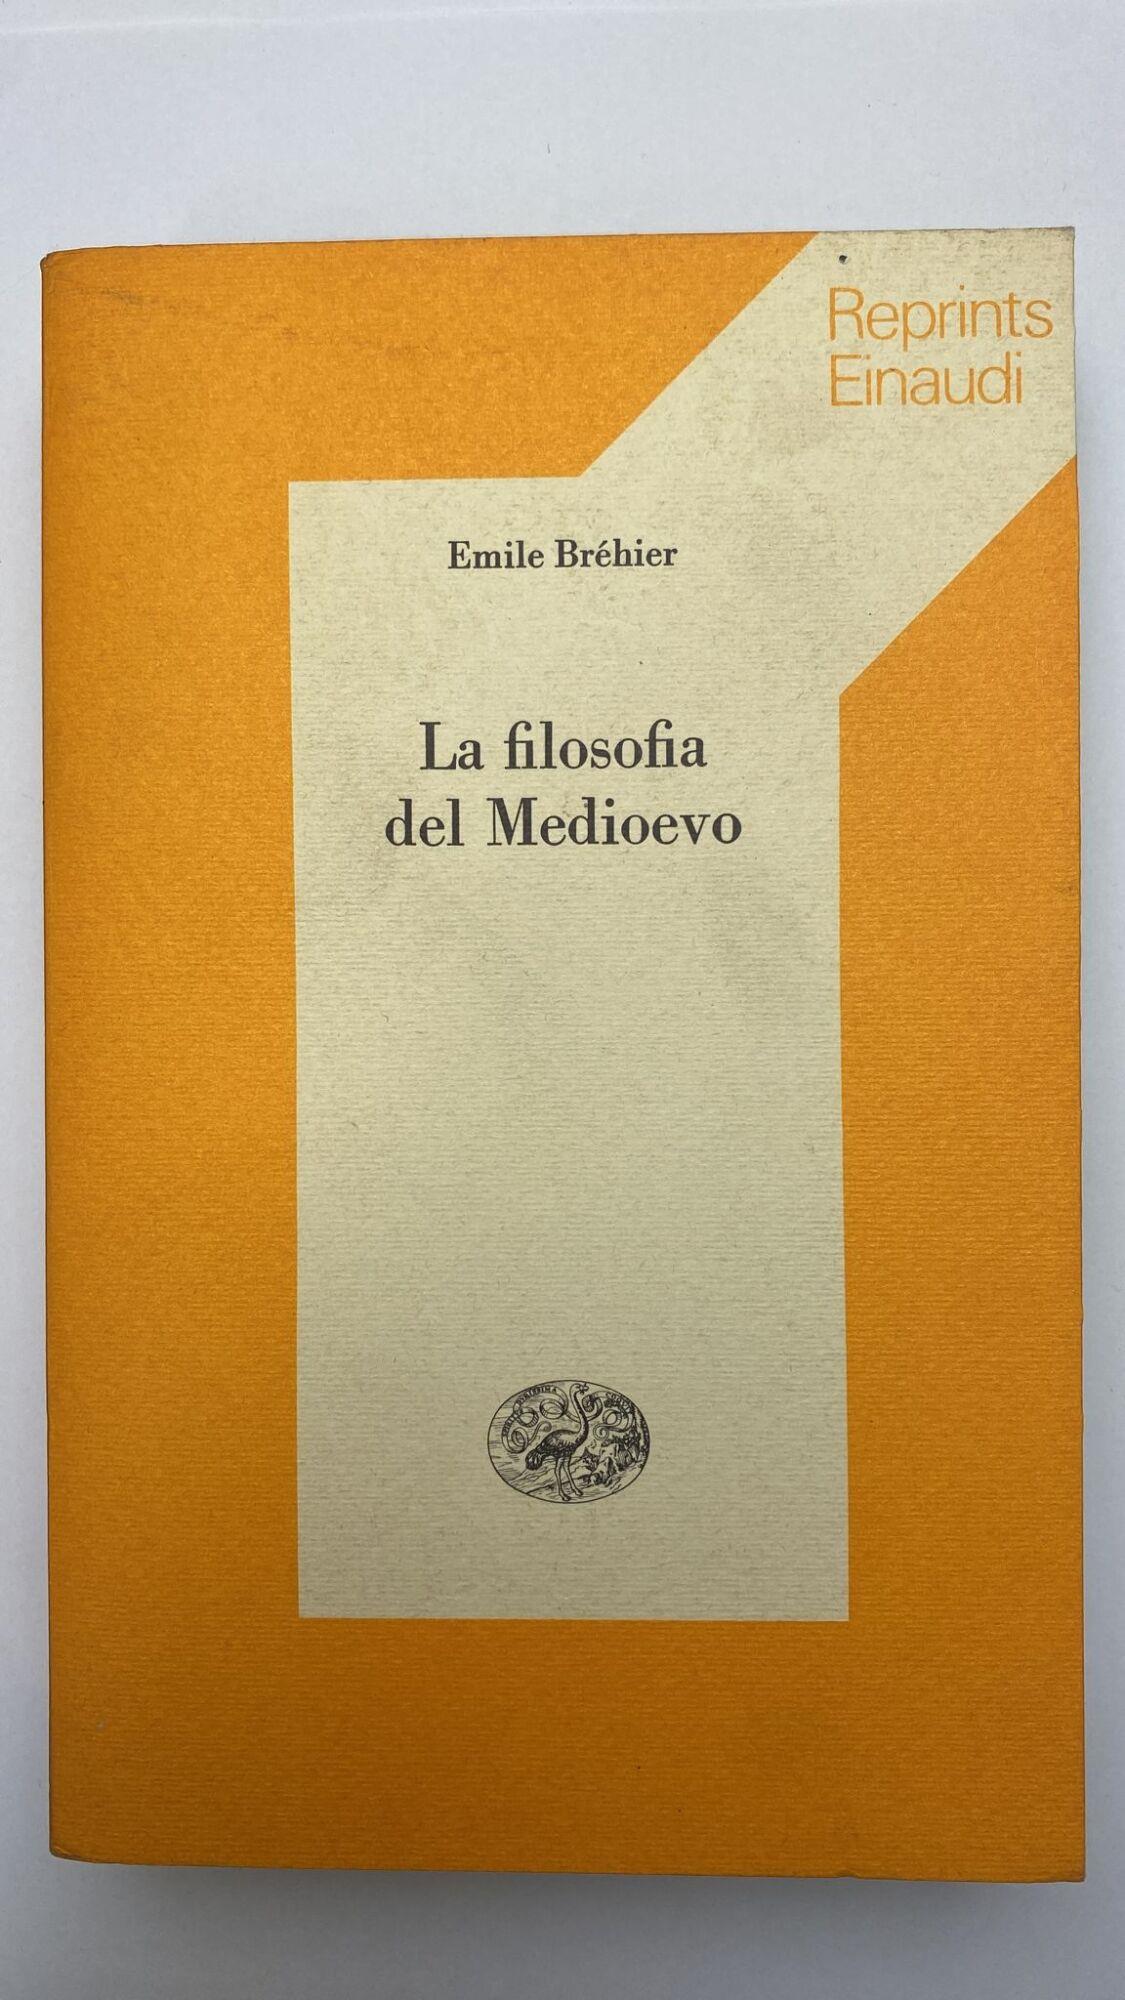 Reprints
Einaudi
Emile Bréhier
La filosofia
del Medioevo